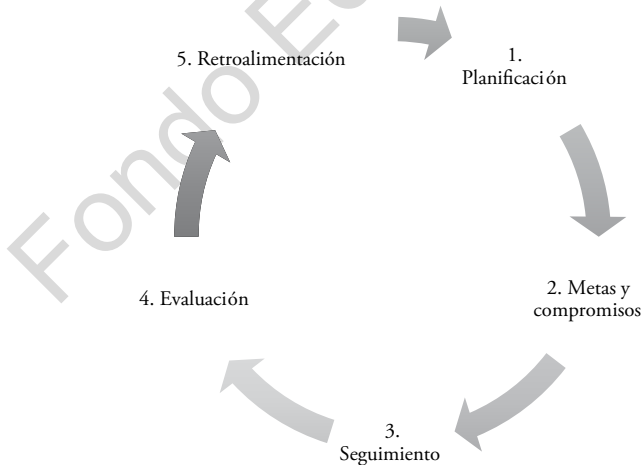 1.
Planificación
2. Metas y
compromisos
3.
Seguimiento
4. Evaluación
5. Retroalimentación
Fondo